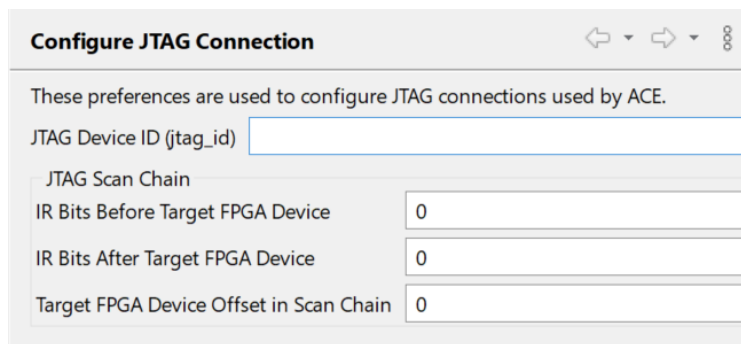 Configure JTAG Connection
These preferences are used to configure JTAG connections used by ACE.
JTAG Device ID (jtag_id)
JTAG Scan Chain
IR Bits Before Target FPGA Device 0
IR Bits After Target FPGA Device 0
Target FPGA Device Offset in Scan Chain 0